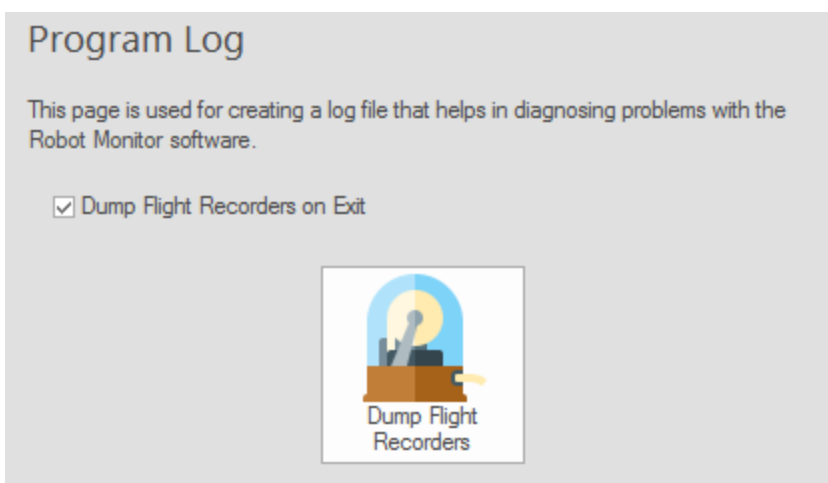 Program Log
This page is used for creating a log file that helps in diagnosing problems with the
Robot Monitor software.
Dump Flight Recorders on Exit
Dump Flight
Recorders